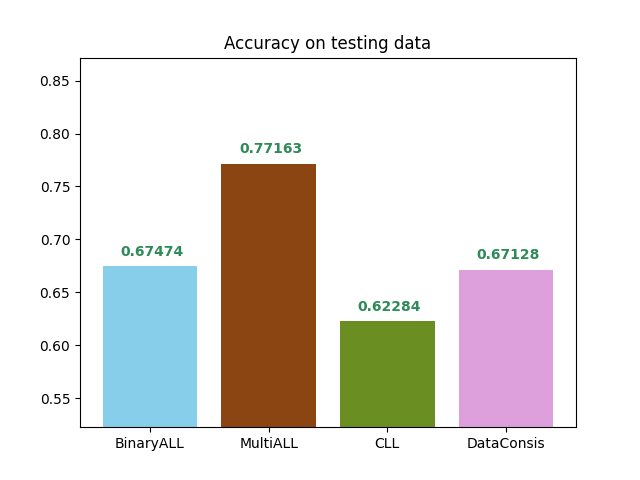 Accuracy on testing data
0.85
0.80
0.75
0.70
0.65
0.60
0.55
0.67474
0.77163
0.62284
0.67128
BinaryALL
MultiALL
CLL
DataConsis